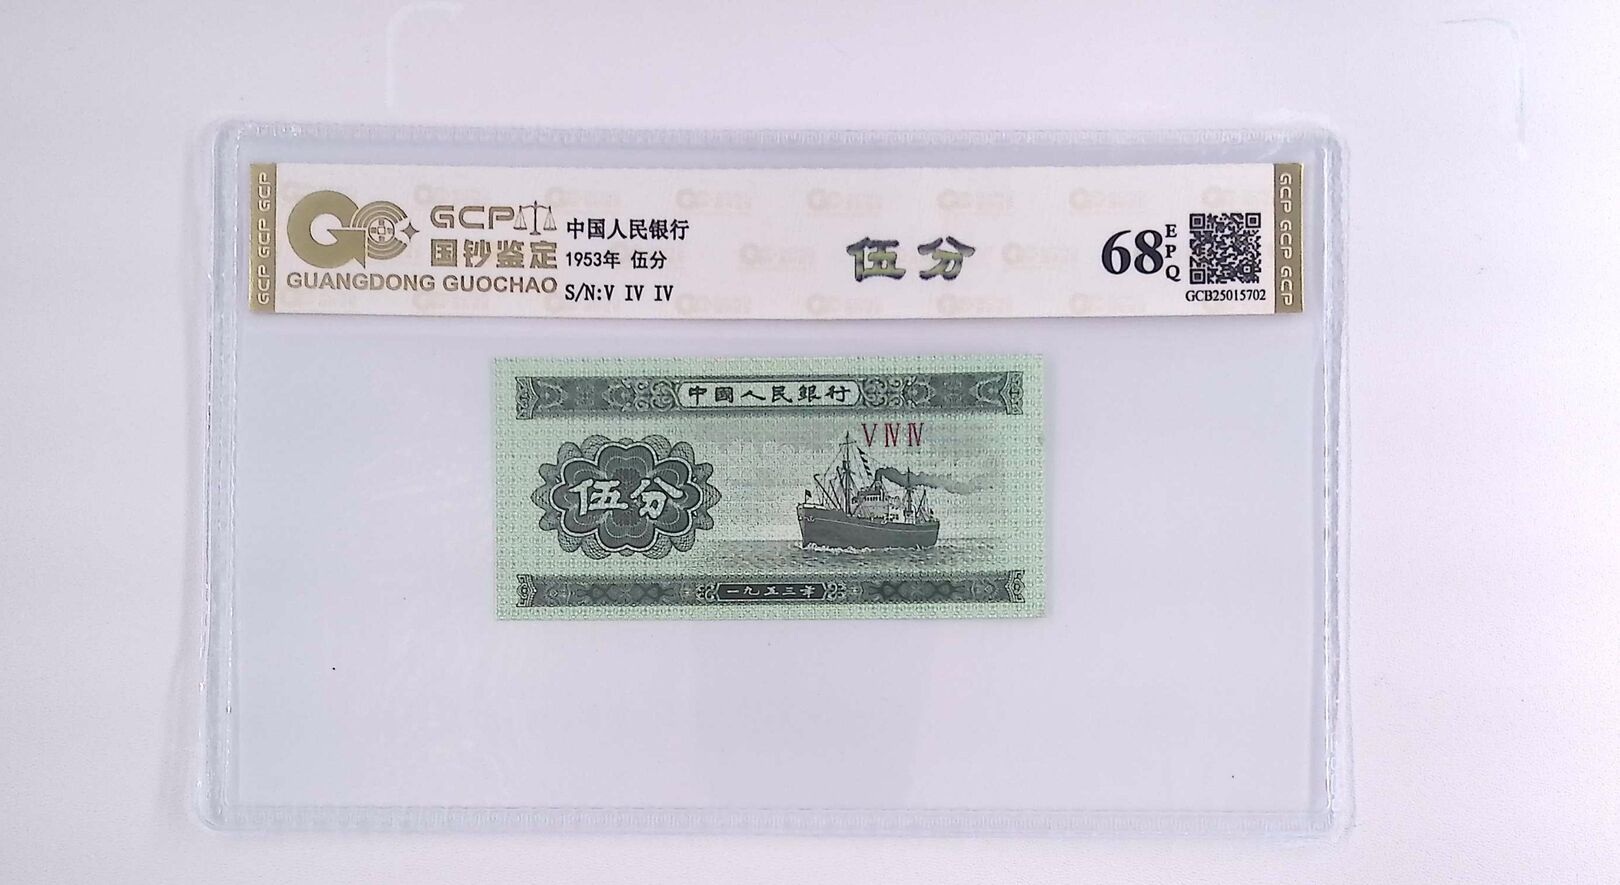 GCP GCP GCP
GCP
国钞鉴定
GUANGDONG GUOCHAO
中国人民银行
1953年 伍分
S/N:V IV IV
伍分
68
EPQ
GCB25015702
GCP GCP GCP
中國人民銀行
V IV IV
伍分
一九五三年